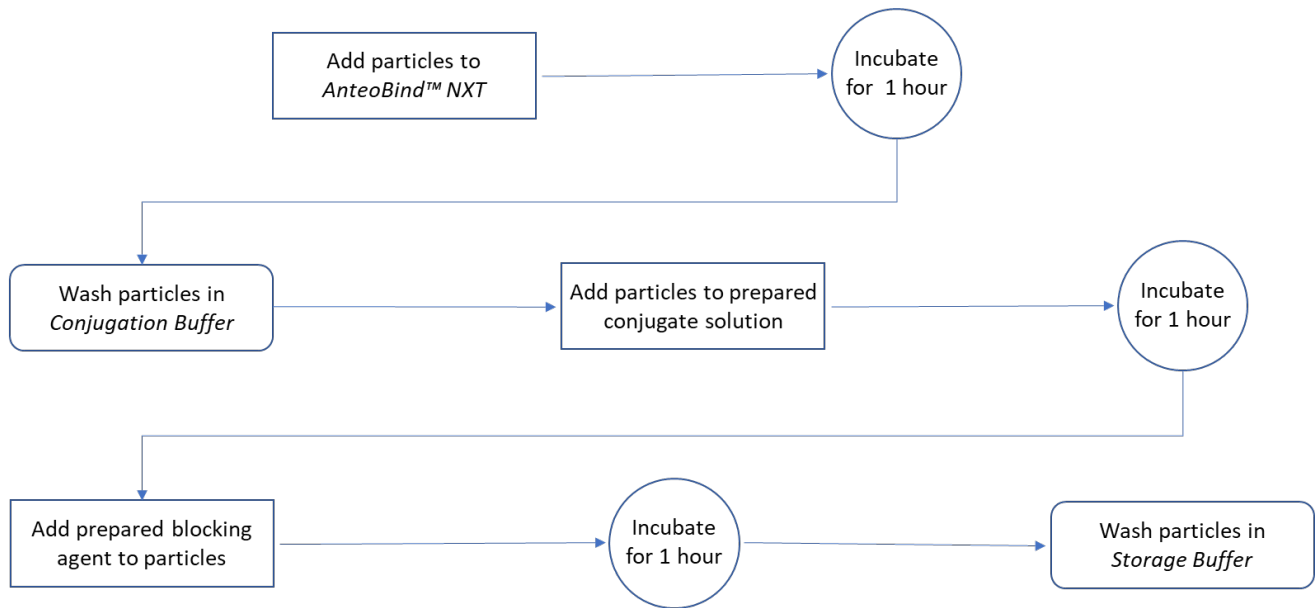 Add particles to
AnteoBind™ NXT
Incubate
for 1 hour
Wash particles in
Conjugation Buffer
Add particles to prepared
conjugate solution
Incubate
for 1 hour
Add prepared blocking
agent to particles
Incubate
for 1 hour
Wash particles in
Storage Buffer